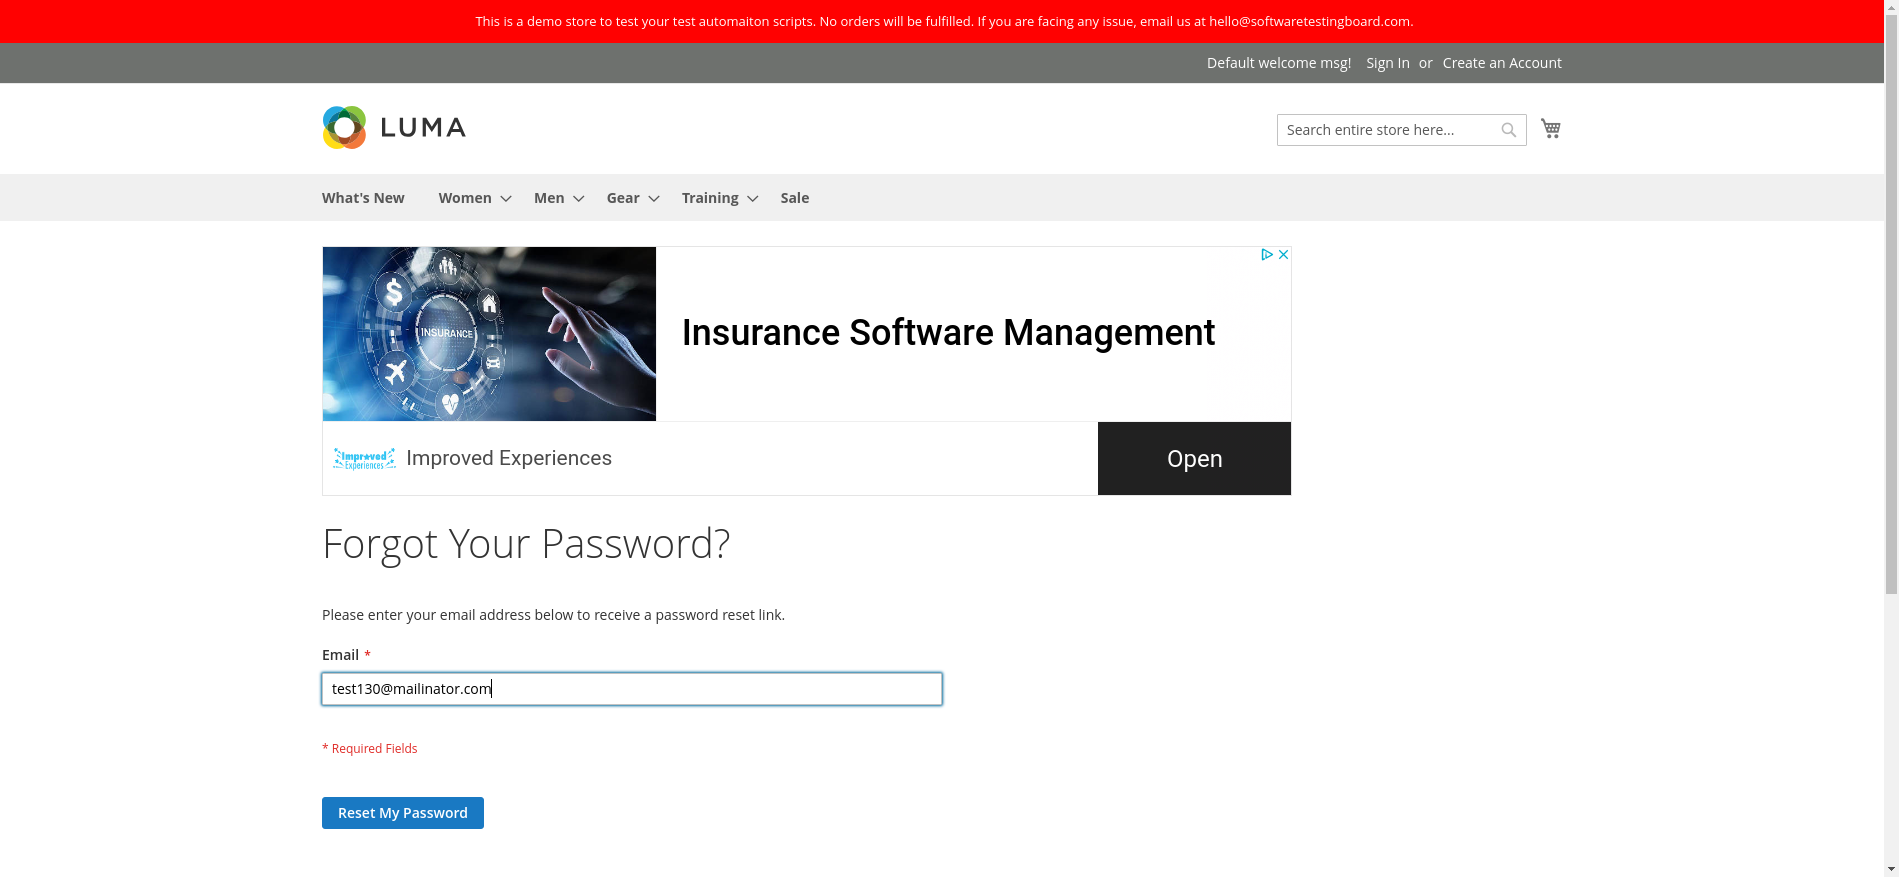 This is a demo store to test your test automaiton scripts. No orders will be fulfilled. If you are facing any issue, email us at hello@softwaretestingboard.com.
Default welcome msg! Sign In or Create an Account
LUMA
Search entire store here...
What's New Women Men Gear Training Sale
INSURANCE
Insurance Software Management
Improved Experiences
Improved Experiences
Open
Forgot Your Password?
Please enter your email address below to receive a password reset link.
Email *
test130@mailinator.com
* Required Fields
Reset My Password